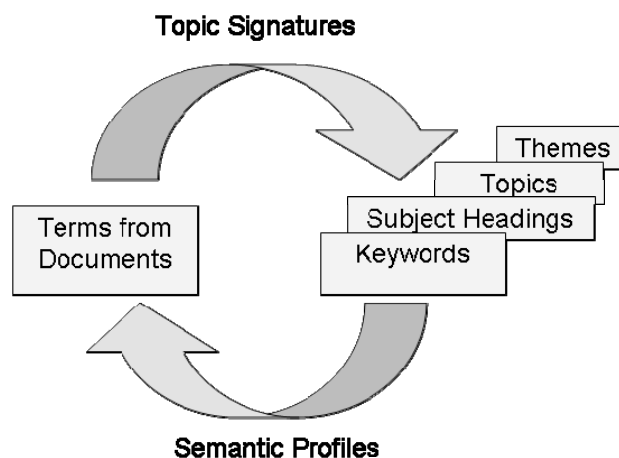 Topic Signatures
Themes
Topics
Subject Headings
Keywords
Terms from
Documents
Semantic Profiles